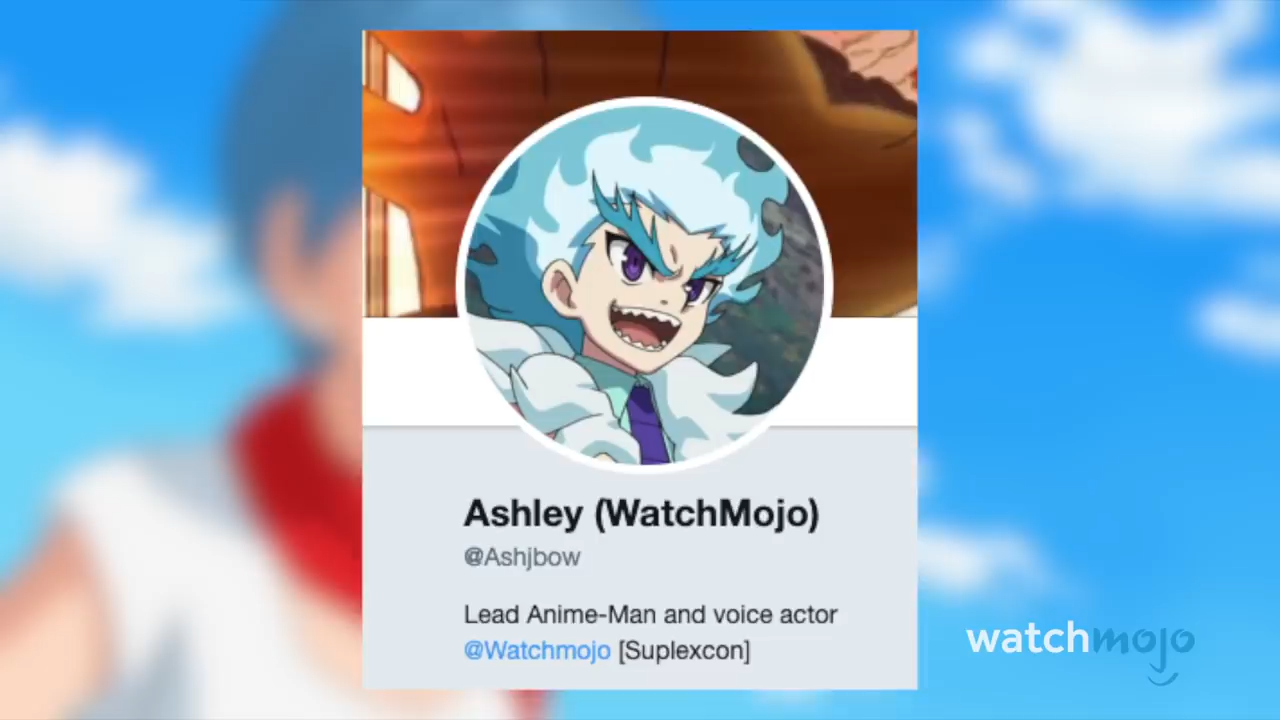 Ashley (WatchMojo)
@Ashjbow
Lead Anime-Man and voice actor
@Watchmojo [Suplexcon]
watchmojo